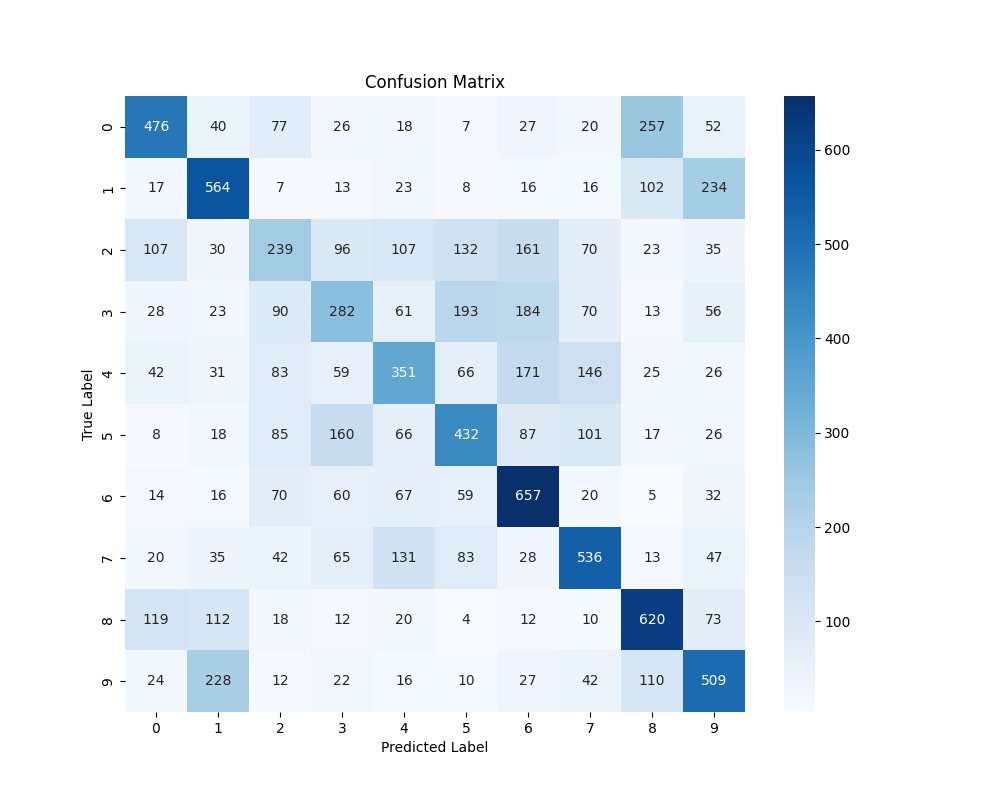 Confusion Matrix
0 476 40 77 26 18 7 27 20 257 52
1 17 564 7 13 23 8 16 16 102 234
2 107 30 239 96 107 132 161 70 23 35
3 28 23 90 282 61 193 184 70 13 56
4 42 31 83 59 351 66 171 146 25 26
5 8 18 85 160 66 432 87 101 17 26
6 14 16 70 60 67 59 657 20 5 32
7 20 35 42 65 131 83 28 536 13 47
8 119 112 18 12 20 4 12 10 620 73
9 24 228 12 22 16 10 27 42 110 509
0 1 2 3 4 5 6 7 8 9
Predicted Label
True Label
600
500
400
300
200
100